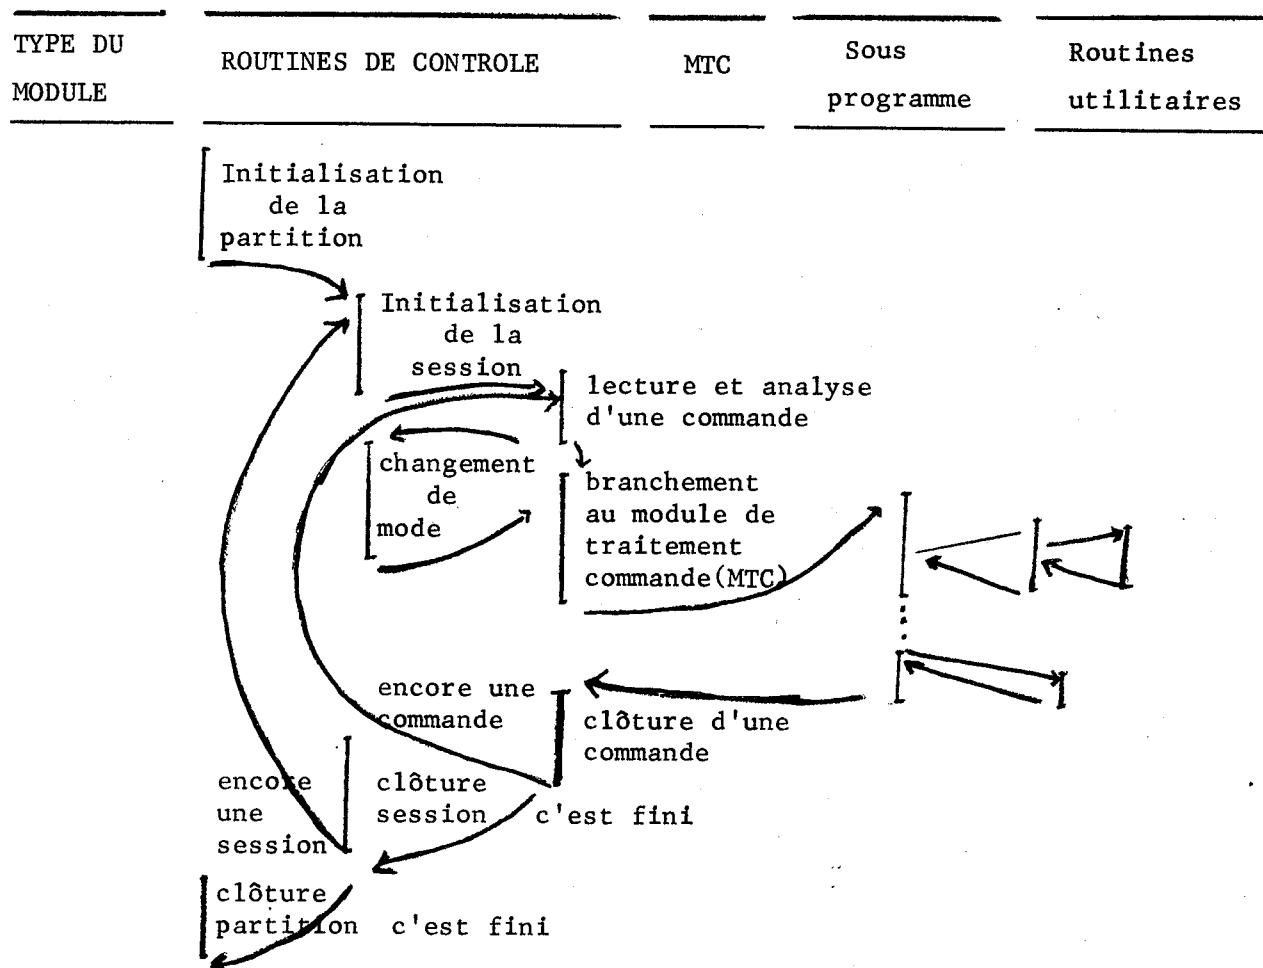 TYPE DU
MODULE
ROUTINES DE CONTROLE
MTC
Sous
programme
Routines
utilitaires
Initialisation
de la
partition
Initialisation
de la
session
lecture et analyse
d'une commande
changement
de
mode
branchement
au module de
traitement
commande(MTC)
encore une
commande
clôture d'une
commande
encore
une
session
clôture
session
c'est fini
clôture
partition
c'est fini